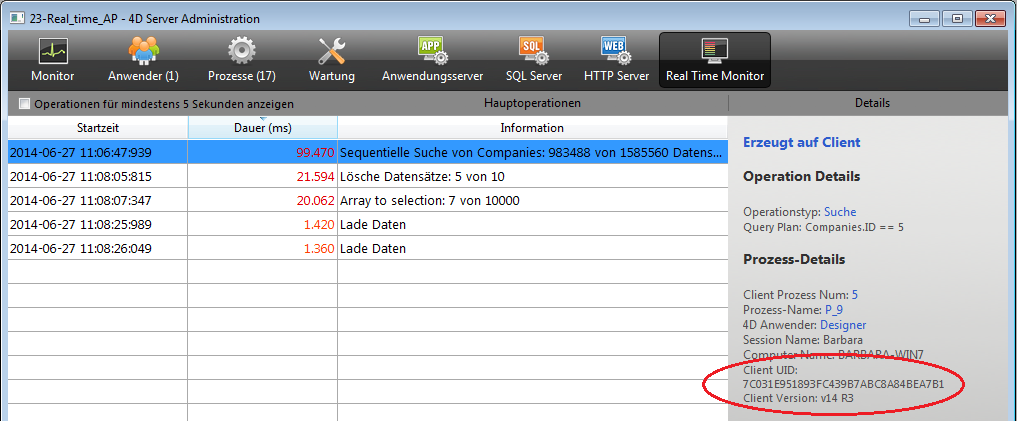 23-Real_time_AP - 4D Server Administration
Monitor
Anwender (1)
Prozesse (17)
Wartung
APP
Anwendungsserver
SQL
SQL Server
WEB
HTTP Server
Real Time Monitor
Operationen für mindestens 5 Sekunden anzeigen
Hauptoperationen
Details
Startzeit Dauer (ms) Information
2014-06-27 11:06:47:939 99.470 Sequentielle Suche von Companies: 983488 von 1585560 Datens...
2014-06-27 11:08:05:815 21.594 Lösche Datensätze: 5 von 10
2014-06-27 11:08:07:347 20.062 Array to selection: 7 von 10000
2014-06-27 11:08:25:989 1.420 Lade Daten
2014-06-27 11:08:26:049 1.360 Lade Daten
Erzeugt auf Client
Operation Details
Operationstyp: Suche
Query Plan: Companies.ID == 5
Prozess-Details
Client Prozess Num: 5
Prozess-Name: P_9
4D Anwender: Designer
Session Name: Barbara
Computer Name: BARBARA-WIN7
Client UID:
7C031E951893FC439B7ABC8A84BEA7B1
Client Version: v14 R3